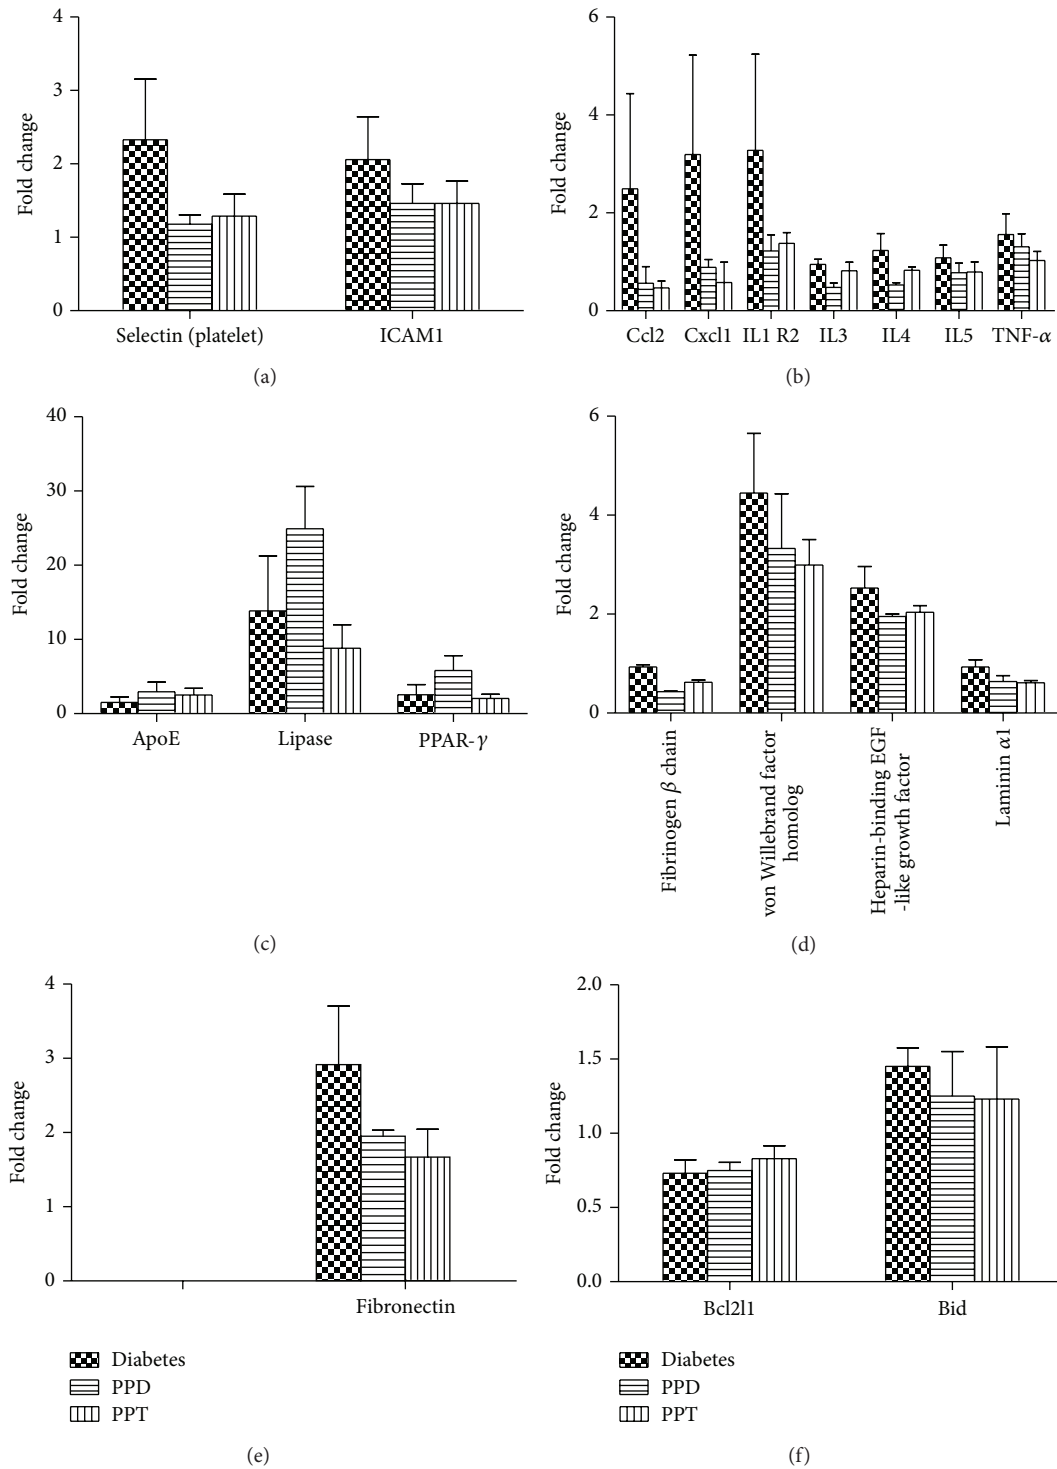 4
3
2
1
0
Fold change
Selectin (platelet)
ICAM1
(a)
6
4
2
0
Fold change
Ccl2
Cxcl1
IL1 R2
IL3
IL4
IL5
TNF-α
(b)
40
30
20
10
0
Fold change
ApoE
Lipase
PPAR-γ
(c)
6
4
2
0
Fold change
Fibrinogen β chain
von Willebrand factor
homolog
Heparin-binding EGF
-like growth factor
Laminin α1
(d)
4
3
2
1
0
Fold change
Fibronectin
Diabetes
PPD
PPT
(e)
2.0
1.5
1.0
0.5
0.0
Fold change
Bcl2l1
Bid
Diabetes
PPD
PPT
(f)